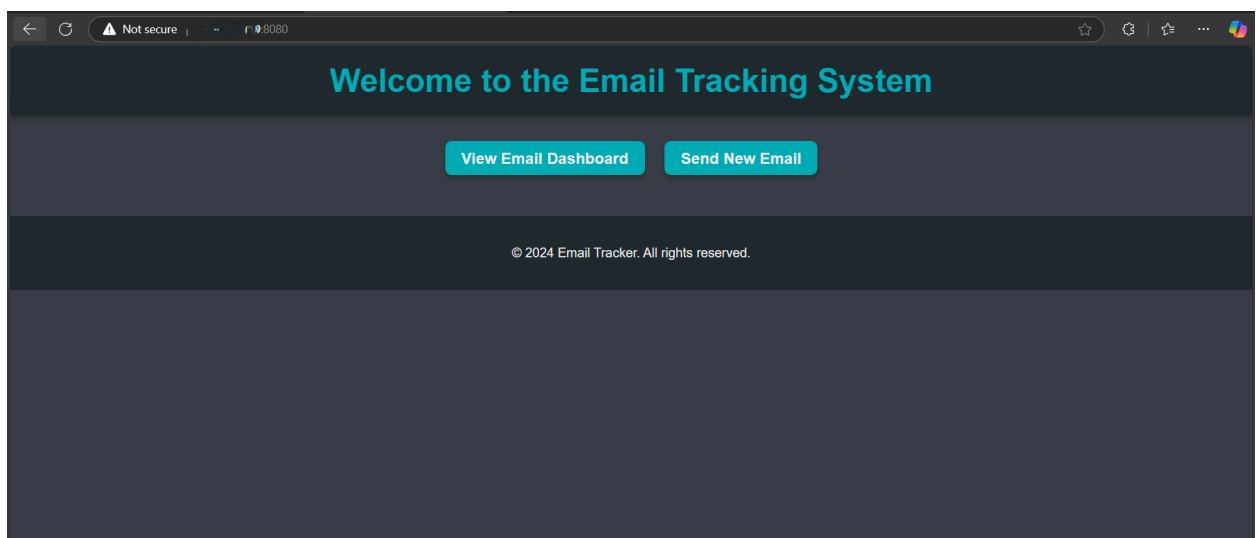 Not secure
:8080
Welcome to the Email Tracking System
View Email Dashboard
Send New Email
© 2024 Email Tracker. All rights reserved.